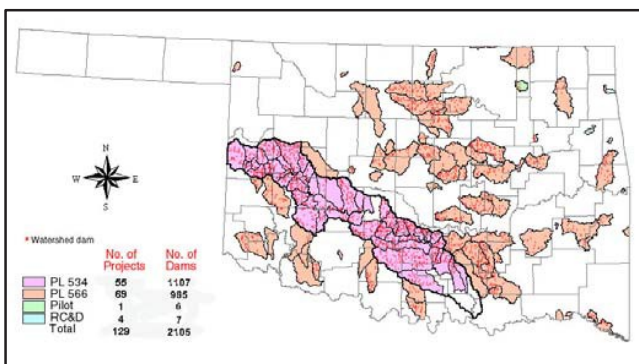 N
W E
S
* Watershed dam
No. of No. of
Projects Dams
PL 534 55 1107
PL 566 69 985
Pilot 1 6
RC&D 4 7
Total 129 2105